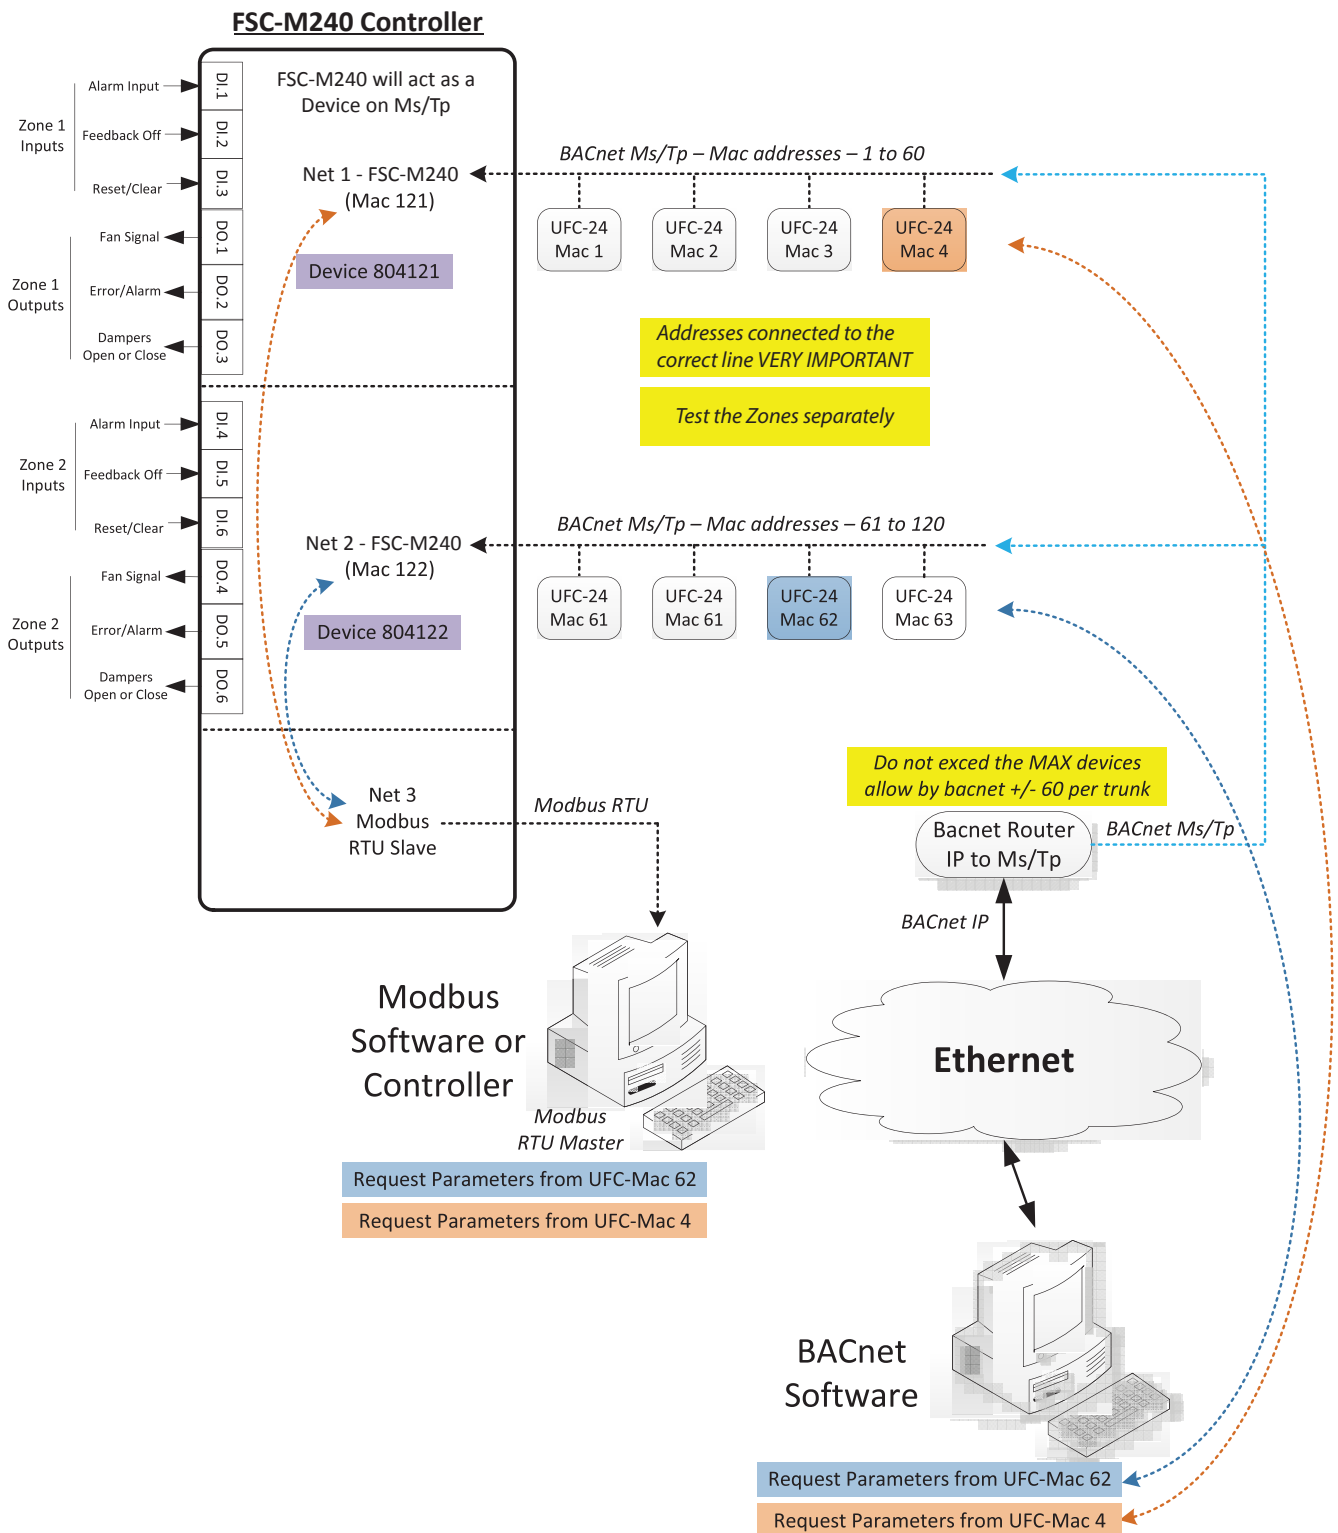 FSC-M240 Controller
FSC-M240 will act as a
Device on Ms/Tp
Zone 1
Inputs
Alarm Input
Feedback Off
Reset/Clear
DI.1
DI.2
DI.3
Zone 1
Outputs
Fan Signal
Error/Alarm
Dampers
Open or Close
DO.1
DO.2
DO.3
Net 1 - FSC-M240
(Mac 121)
Device 804121
BACnet Ms/Tp – Mac addresses – 1 to 60
UFC-24
Mac 1
UFC-24
Mac 2
UFC-24
Mac 3
UFC-24
Mac 4
Addresses connected to the
correct line VERY IMPORTANT
Test the Zones separately
Zone 2
Inputs
Alarm Input
Feedback Off
Reset/Clear
DI.4
DI.5
DI.6
Zone 2
Outputs
Fan Signal
Error/Alarm
Dampers
Open or Close
DO.4
DO.5
DO.6
Net 2 - FSC-M240
(Mac 122)
Device 804122
BACnet Ms/Tp – Mac addresses – 61 to 120
UFC-24
Mac 61
UFC-24
Mac 61
UFC-24
Mac 62
UFC-24
Mac 63
Net 3
Modbus
RTU Slave
Modbus RTU
Do not exced the MAX devices
allow by bacnet +/- 60 per trunk
Bacnet Router
IP to Ms/Tp
BACnet Ms/Tp
BACnet IP
Ethernet
Modbus
Software or
Controller
Modbus
RTU Master
Request Parameters from UFC-Mac 62
Request Parameters from UFC-Mac 4
BACnet
Software
Request Parameters from UFC-Mac 62
Request Parameters from UFC-Mac 4